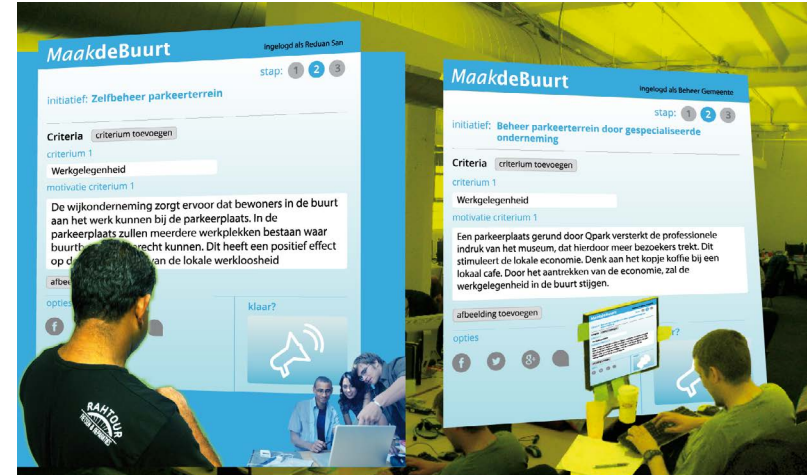 MaakdeBuurt
ingelogd als Reduan San
stap: 1 2 3
initiatief: Zelfbeheer parkeerterrein
Criteria criterium toevoegen
criterium 1
Werkgelegenheid
motivatie criterium 1
De wijkonderneming zorgt ervoor dat bewoners in de buurt
aan het werk kunnen bij de parkeerplaats. In de
parkeerplaats zullen meerdere werkplekken bestaan waar
recht kunnen. Dit heeft een positief effect
van de lokale werkloosheid
opties
klaar?
f
RAHTOUR
MaakdeBuurt
ingelogd als Beheer Gemeente
stap: 1 2 3
initiatief: Beheer parkeerterrein door gespecialiseerde
onderneming
Criteria criterium toevoegen
criterium 1
Werkgelegenheid
motivatie criterium 1
Een parkeerplaats gerund door Qpark versterkt de professionele
indruk van het museum, dat hierdoor meer bezoekers trekt. Dit
stimuleert de lokale economie. Denk aan het kopje koffie bij een
lokaal cafe. Door het aantrekken van de economie, zal de
werkgelegenheid in de buurt stijgen.
afbeelding toevoegen
opties
f g+
MaakdeBuurt